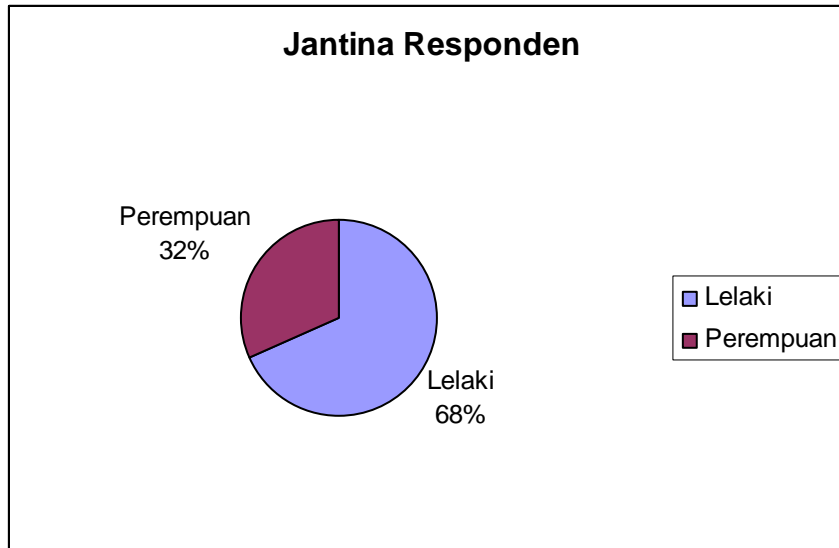 Jantina Responden
Perempuan
32%
Lelaki
68%
Lelaki
Perempuan